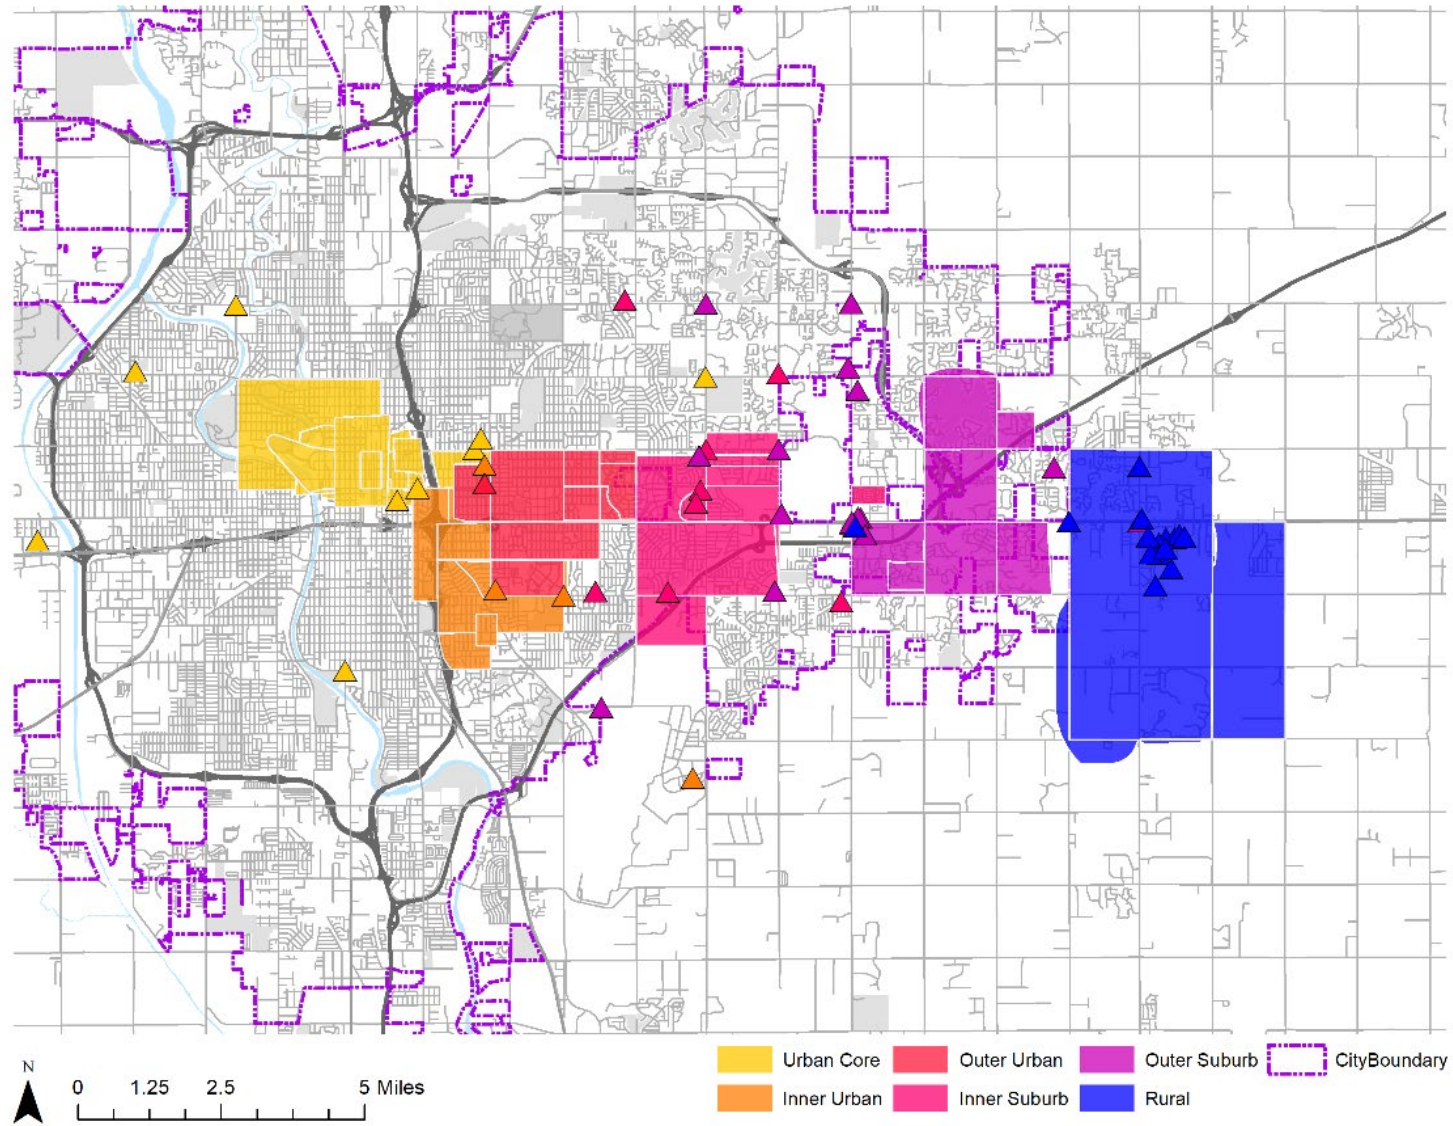 Urban Core Outer Urban Outer Suburb CityBoundary
Inner Urban Inner Suburb Rural
N
0 1.25 2.5 5 Miles